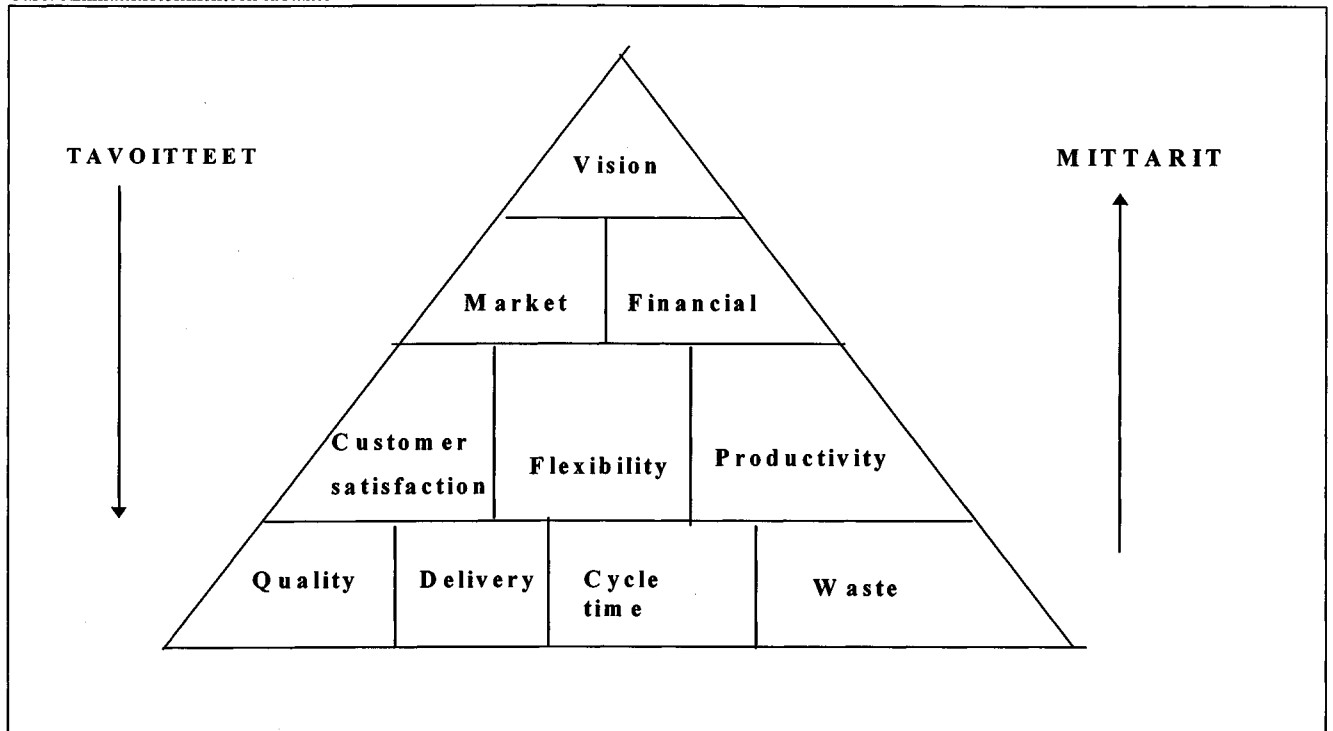 TAVOITTEET
MITTARIT
Vision
Market
Financial
Customer
satisfaction
Flexibility
Productivity
Quality
Delivery
Cycle
time
Waste